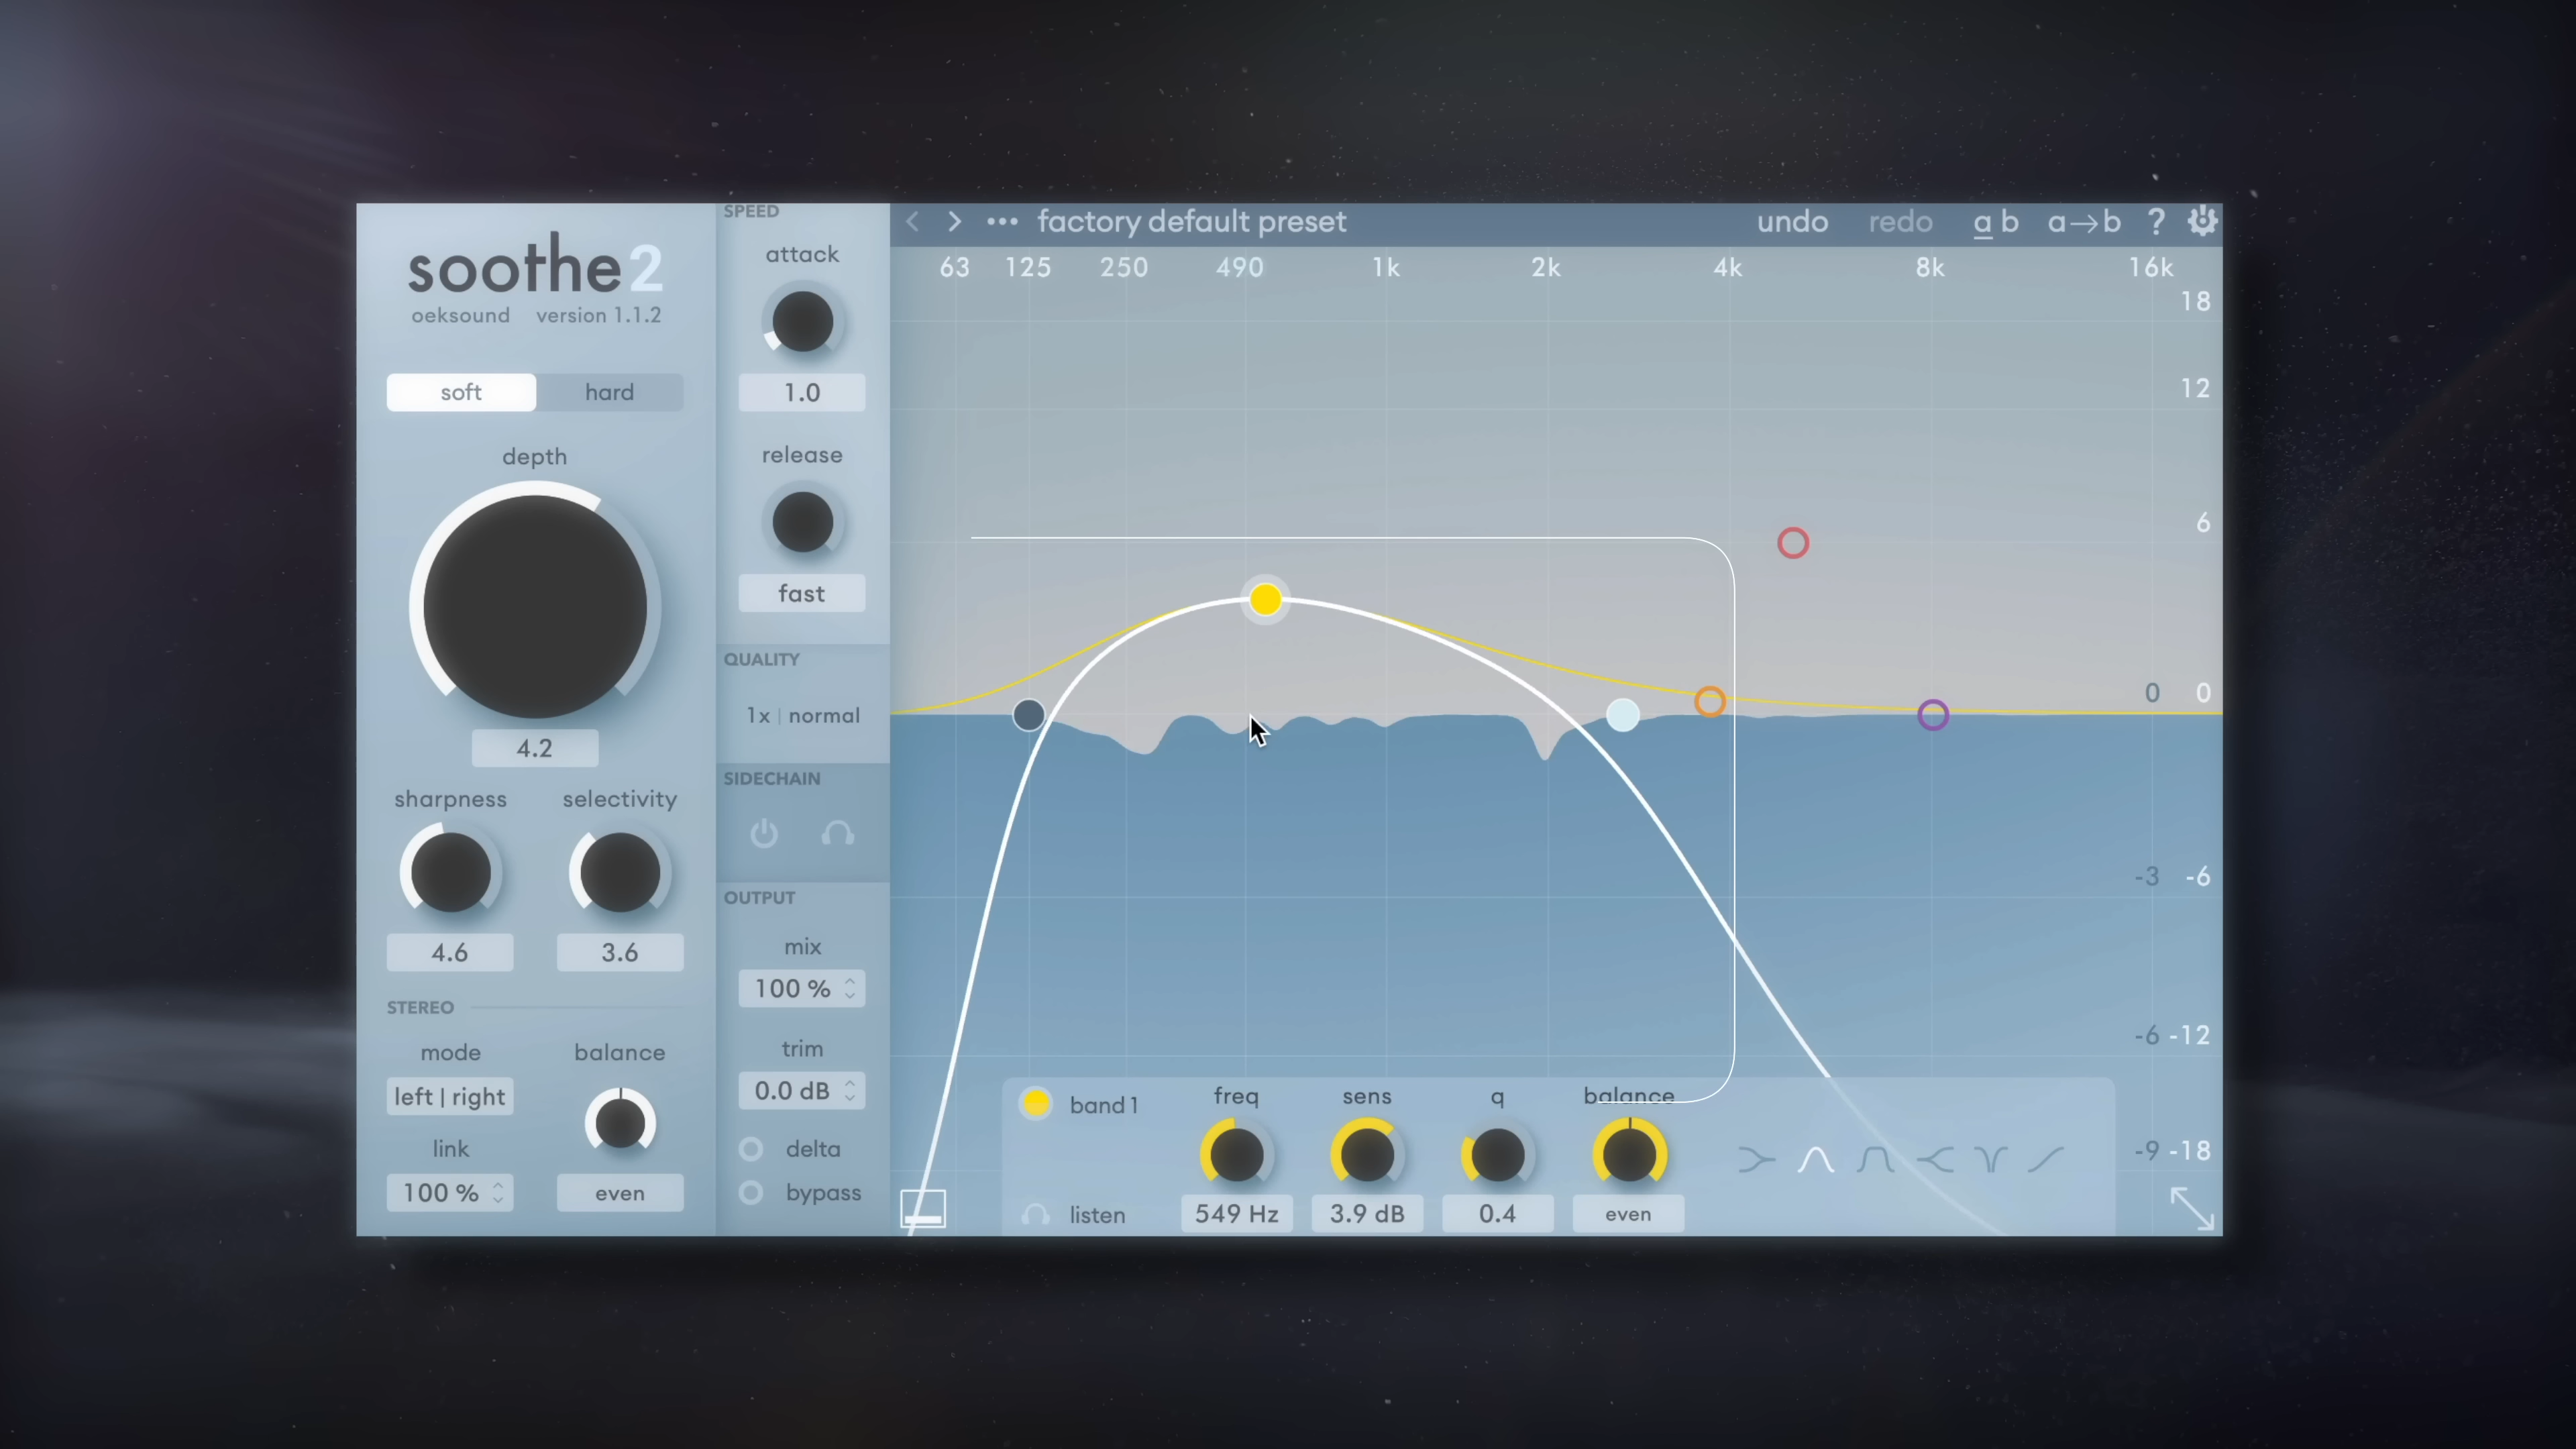 soothe2
oeksound version 1.1.2
soft hard
depth
4.2
sharpness selectivity
4.6 3.6
STEREO
mode balance
left | right
link
100 % even
SPEED
attack
1.0
release
fast
QUALITY
1x | normal
SIDECHAIN
OUTPUT
mix
100 %
trim
0.0 dB
delta
bypass
factory default preset undo redo a b a→b ?
63 125 250 490 1k 2k 4k 8k 16k
18
12
6
0 0
-3 -6
-6 -12
-9 -18
band 1 freq sens q balance
listen 549 Hz 3.9 dB 0.4 even